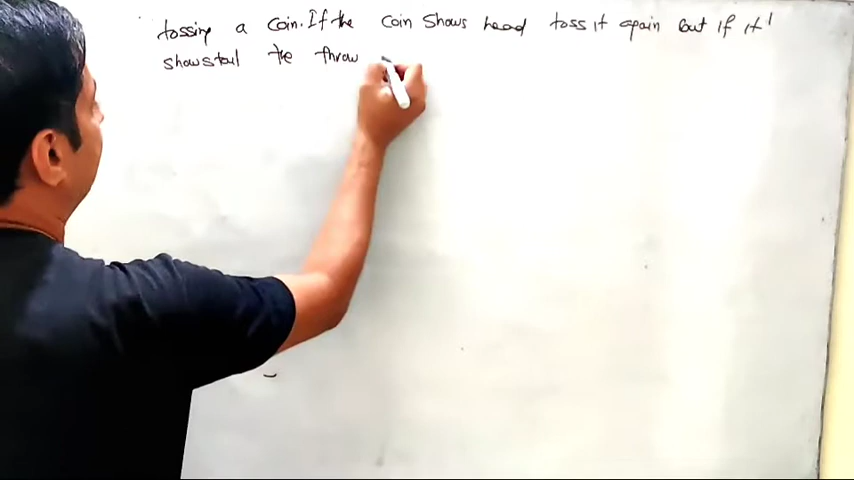 tossing a coin. If the coin shows head toss it again but if it
shows tail the throw